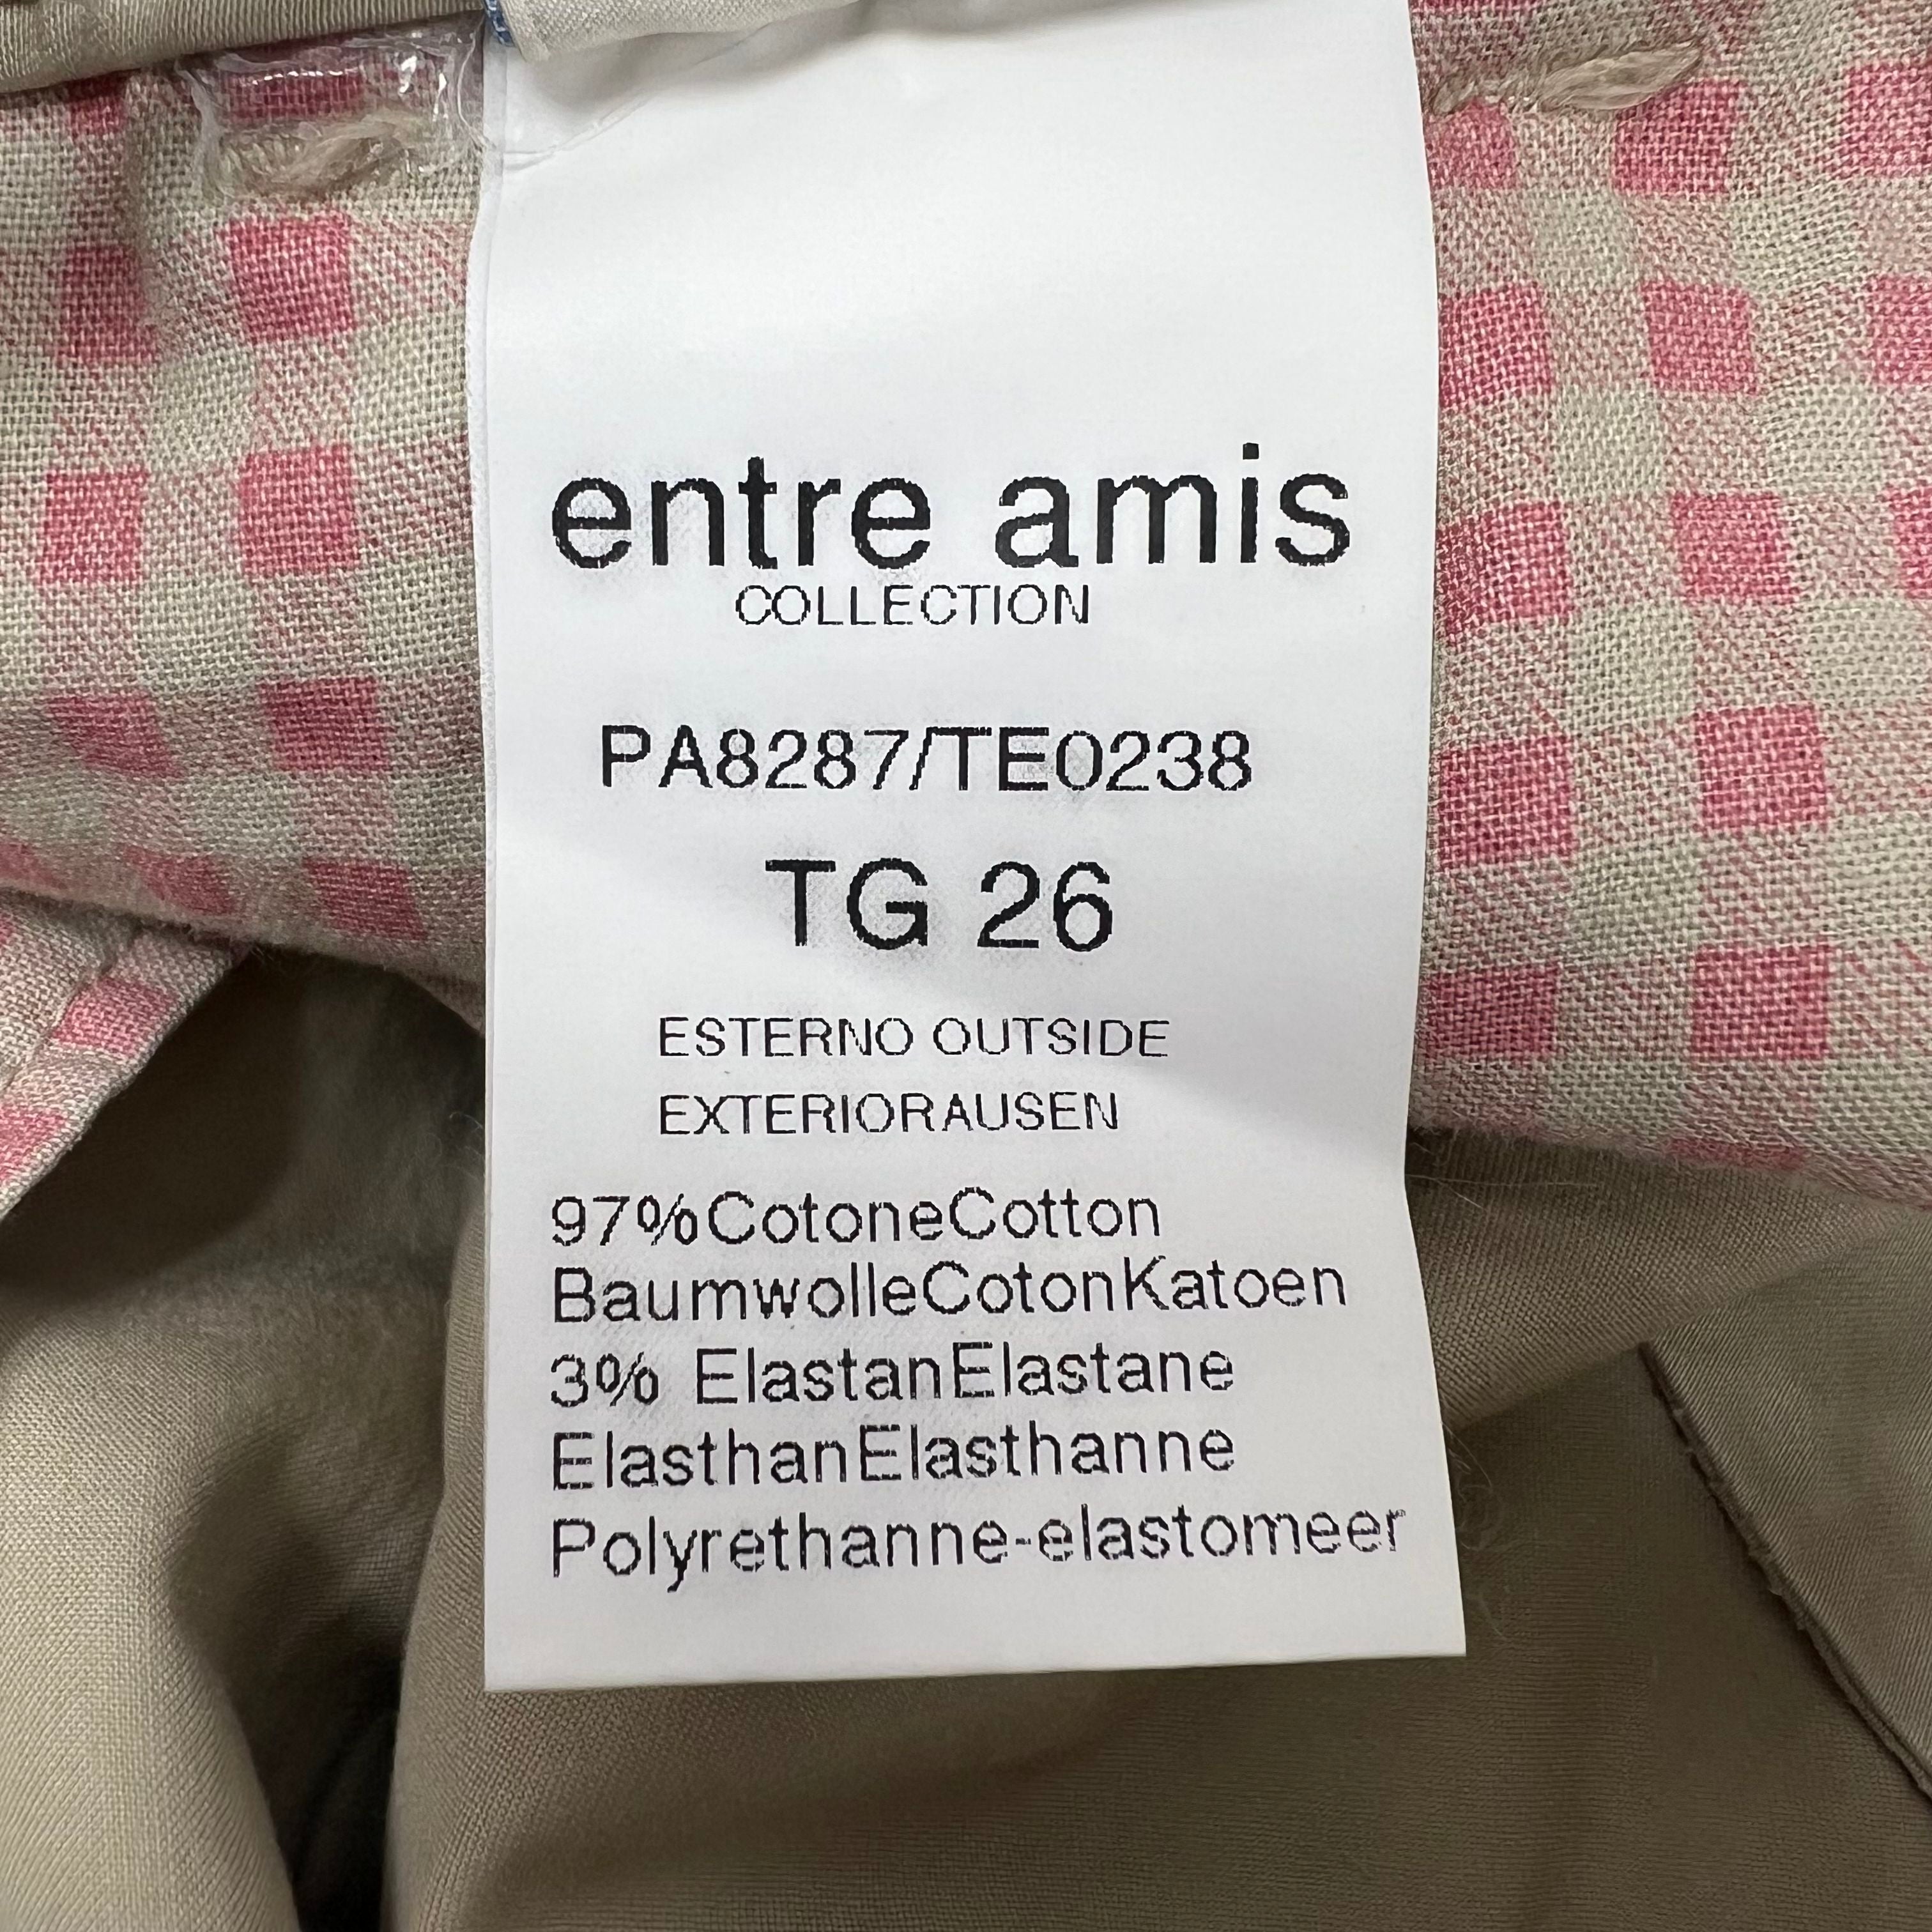 entre amis
COLLECTION
PA8287/TE0238
TG 26
ESTERNO OUTSIDE
EXTERIORAUSEN
97%CotoneCotton
BaumwolleCotonKatoen
3% ElastanElastane
ElasthanElasthanne
Polyrethanne-elastomeer